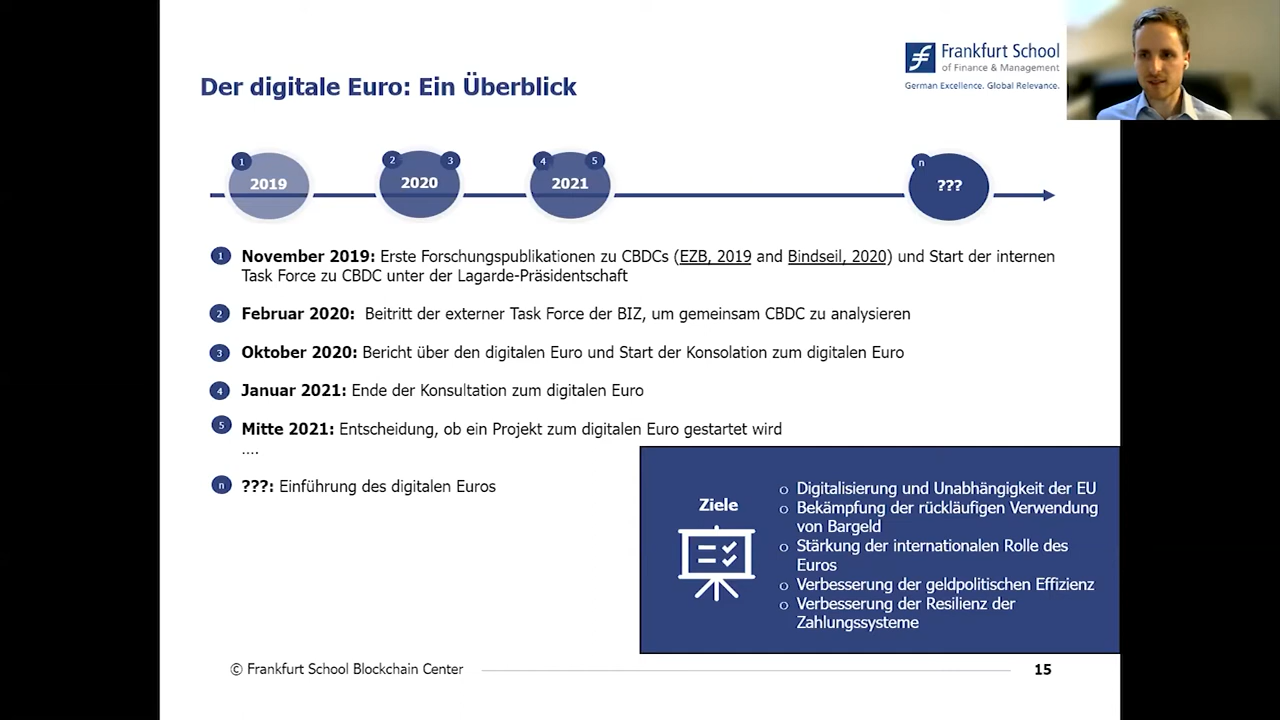 Frankfurt School
of Finance & Management
German Excellence. Global Relevance.
Der digitale Euro: Ein Überblick
1 2 3 4 5 n
2019 2020 2021 ???
1 November 2019: Erste Forschungspublikationen zu CBDCs (EZB, 2019 and Bindseil, 2020) und Start der internen
Task Force zu CBDC unter der Lagarde-Präsidentschaft
2 Februar 2020: Beitritt der externer Task Force der BIZ, um gemeinsam CBDC zu analysieren
3 Oktober 2020: Bericht über den digitalen Euro und Start der Konsolation zum digitalen Euro
4 Januar 2021: Ende der Konsultation zum digitalen Euro
5 Mitte 2021: Entscheidung, ob ein Projekt zum digitalen Euro gestartet wird
....
n ???: Einführung des digitalen Euros
Ziele
o Digitalisierung und Unabhängigkeit der EU
o Bekämpfung der rückläufigen Verwendung
von Bargeld
o Stärkung der internationalen Rolle des
Euros
o Verbesserung der geldpolitischen Effizienz
o Verbesserung der Resilienz der
Zahlungssysteme
© Frankfurt School Blockchain Center
15